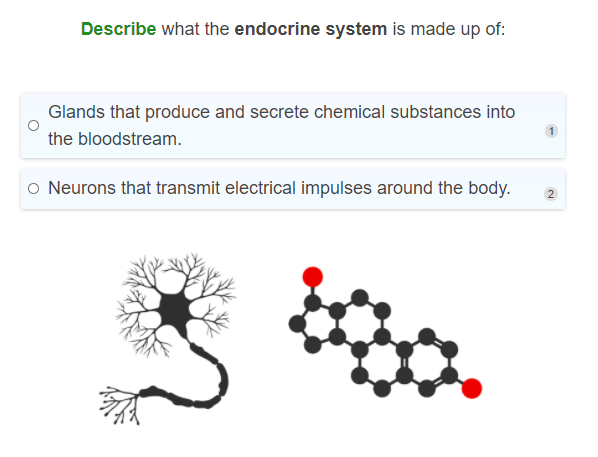 Describe what the endocrine system is made up of:
Glands that produce and secrete chemical substances into
the bloodstream.
1
Neurons that transmit electrical impulses around the body.
2